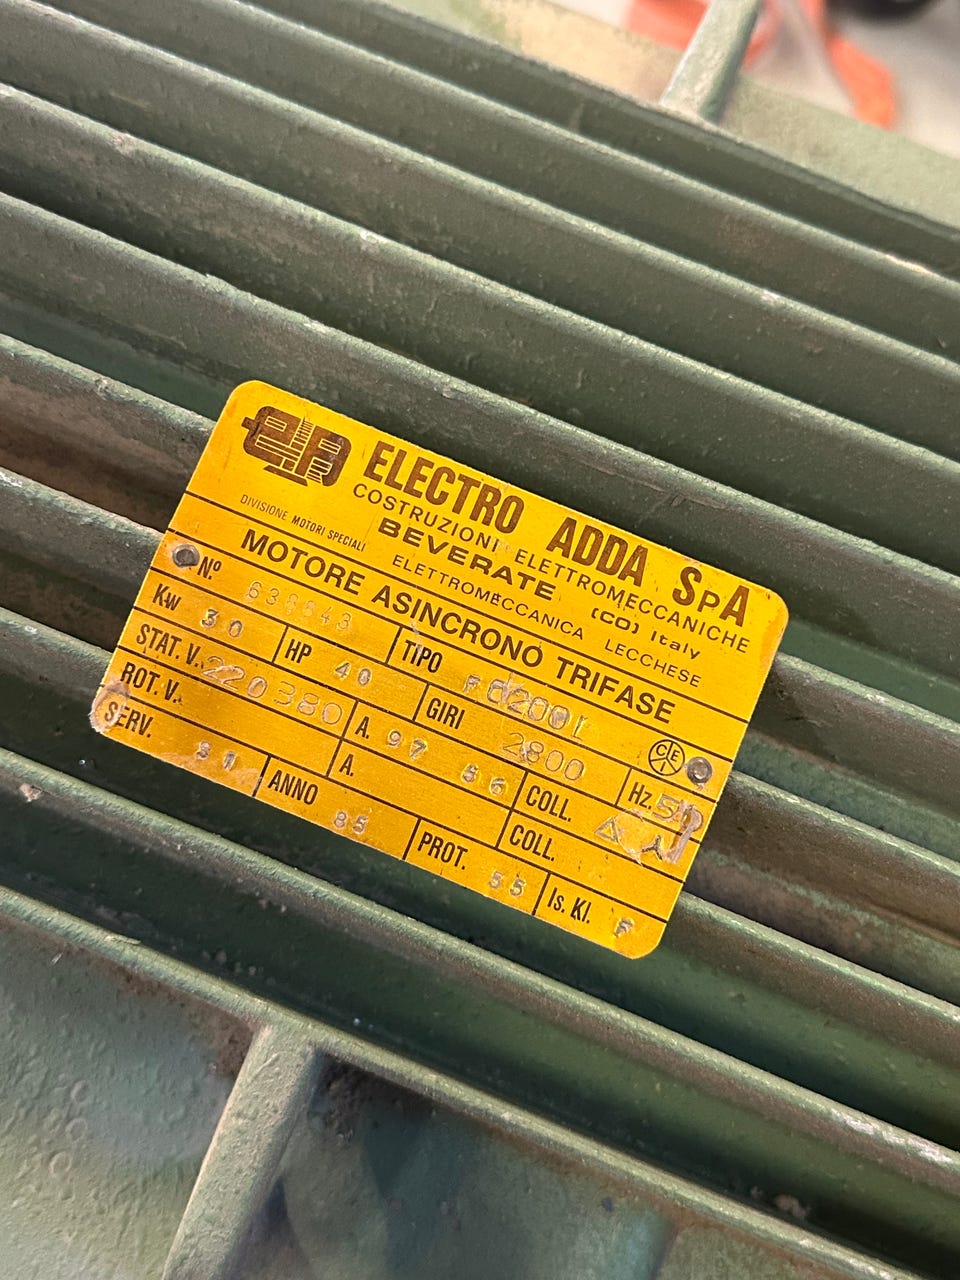 ELECTRO ADDA SpA
COSTRUZIONI ELETTROMECCANICHE
BEVERATE (CO) Italy
DIVISIONE MOTORI SPECIALI ELETTROMECCANICA LECCHESE
MOTORE ASINCRONO TRIFASE
Nº TIPO
KW 30 HP 40 GIRI 2800 Hz. 50
STAT. V. 220 380 A. 97 56 COLL. △
ROT. V. A. COLL.
SERV. S1 ANNO 85 PROT. 55 Is. Kl. F